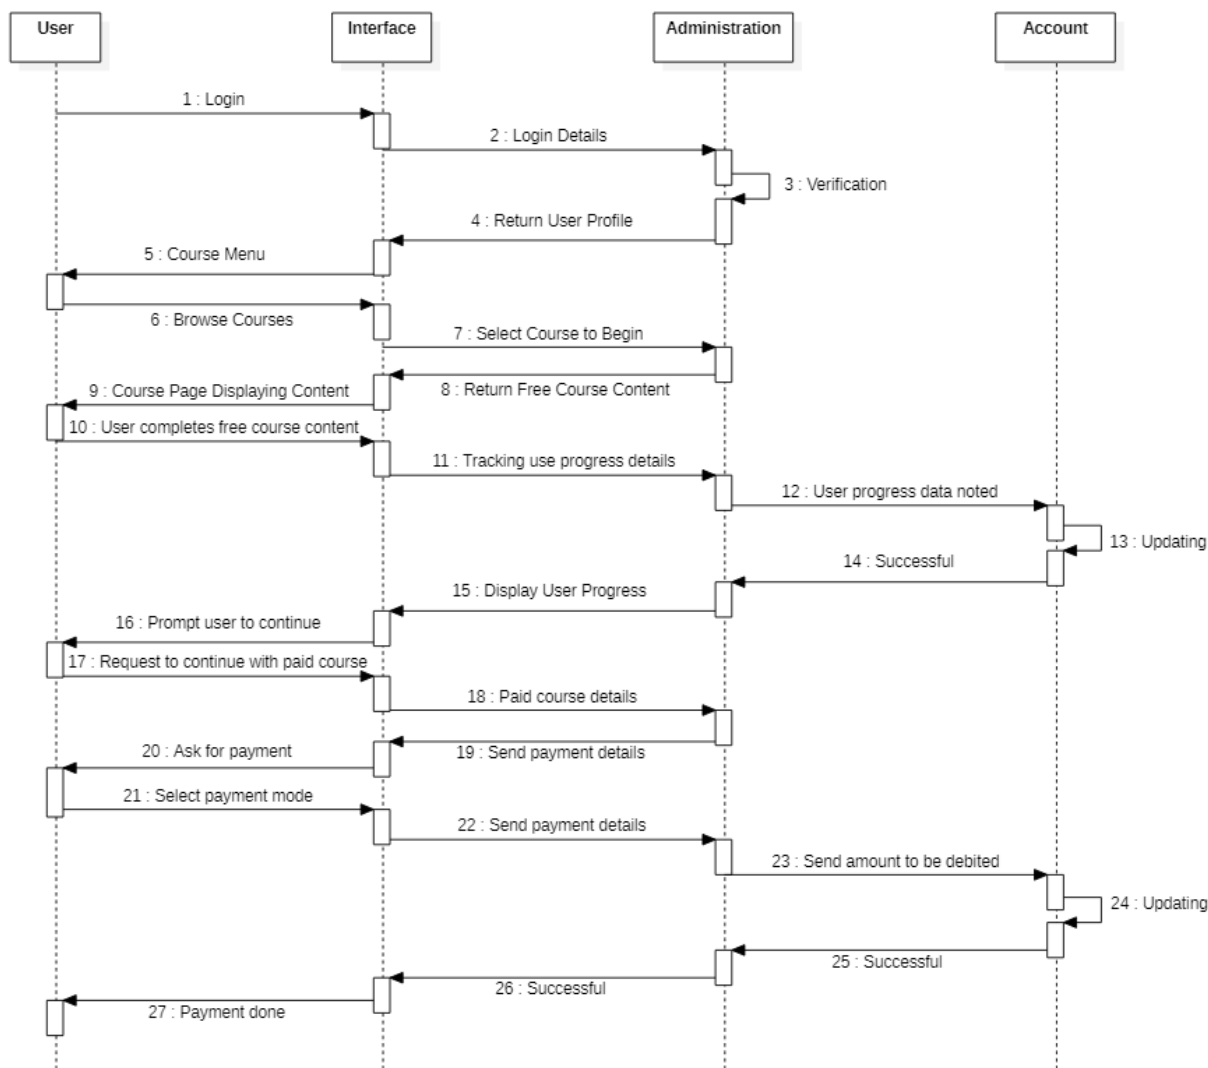 User
Interface
Administration
Account
1 : Login
2 : Login Details
3 : Verification
4 : Return User Profile
5 : Course Menu
6 : Browse Courses
7 : Select Course to Begin
8 : Return Free Course Content
9 : Course Page Displaying Content
10 : User completes free course content
11 : Tracking use progress details
12 : User progress data noted
13 : Updating
14 : Successful
15 : Display User Progress
16 : Prompt user to continue
17 : Request to continue with paid course
18 : Paid course details
19 : Send payment details
20 : Ask for payment
21 : Select payment mode
22 : Send payment details
23 : Send amount to be debited
24 : Updating
25 : Successful
26 : Successful
27 : Payment done